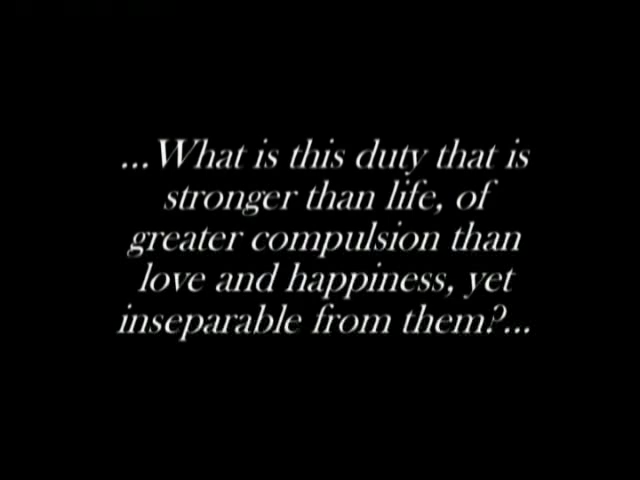 ...What is this duty that is
stronger than life, of
greater compulsion than
love and happiness, yet
inseparable from them?...